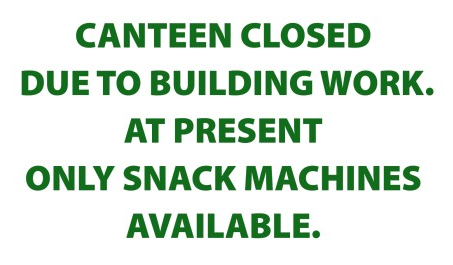 CANTEEN CLOSED
DUE TO BUILDING WORK.
AT PRESENT
ONLY SNACK MACHINES
AVAILABLE.